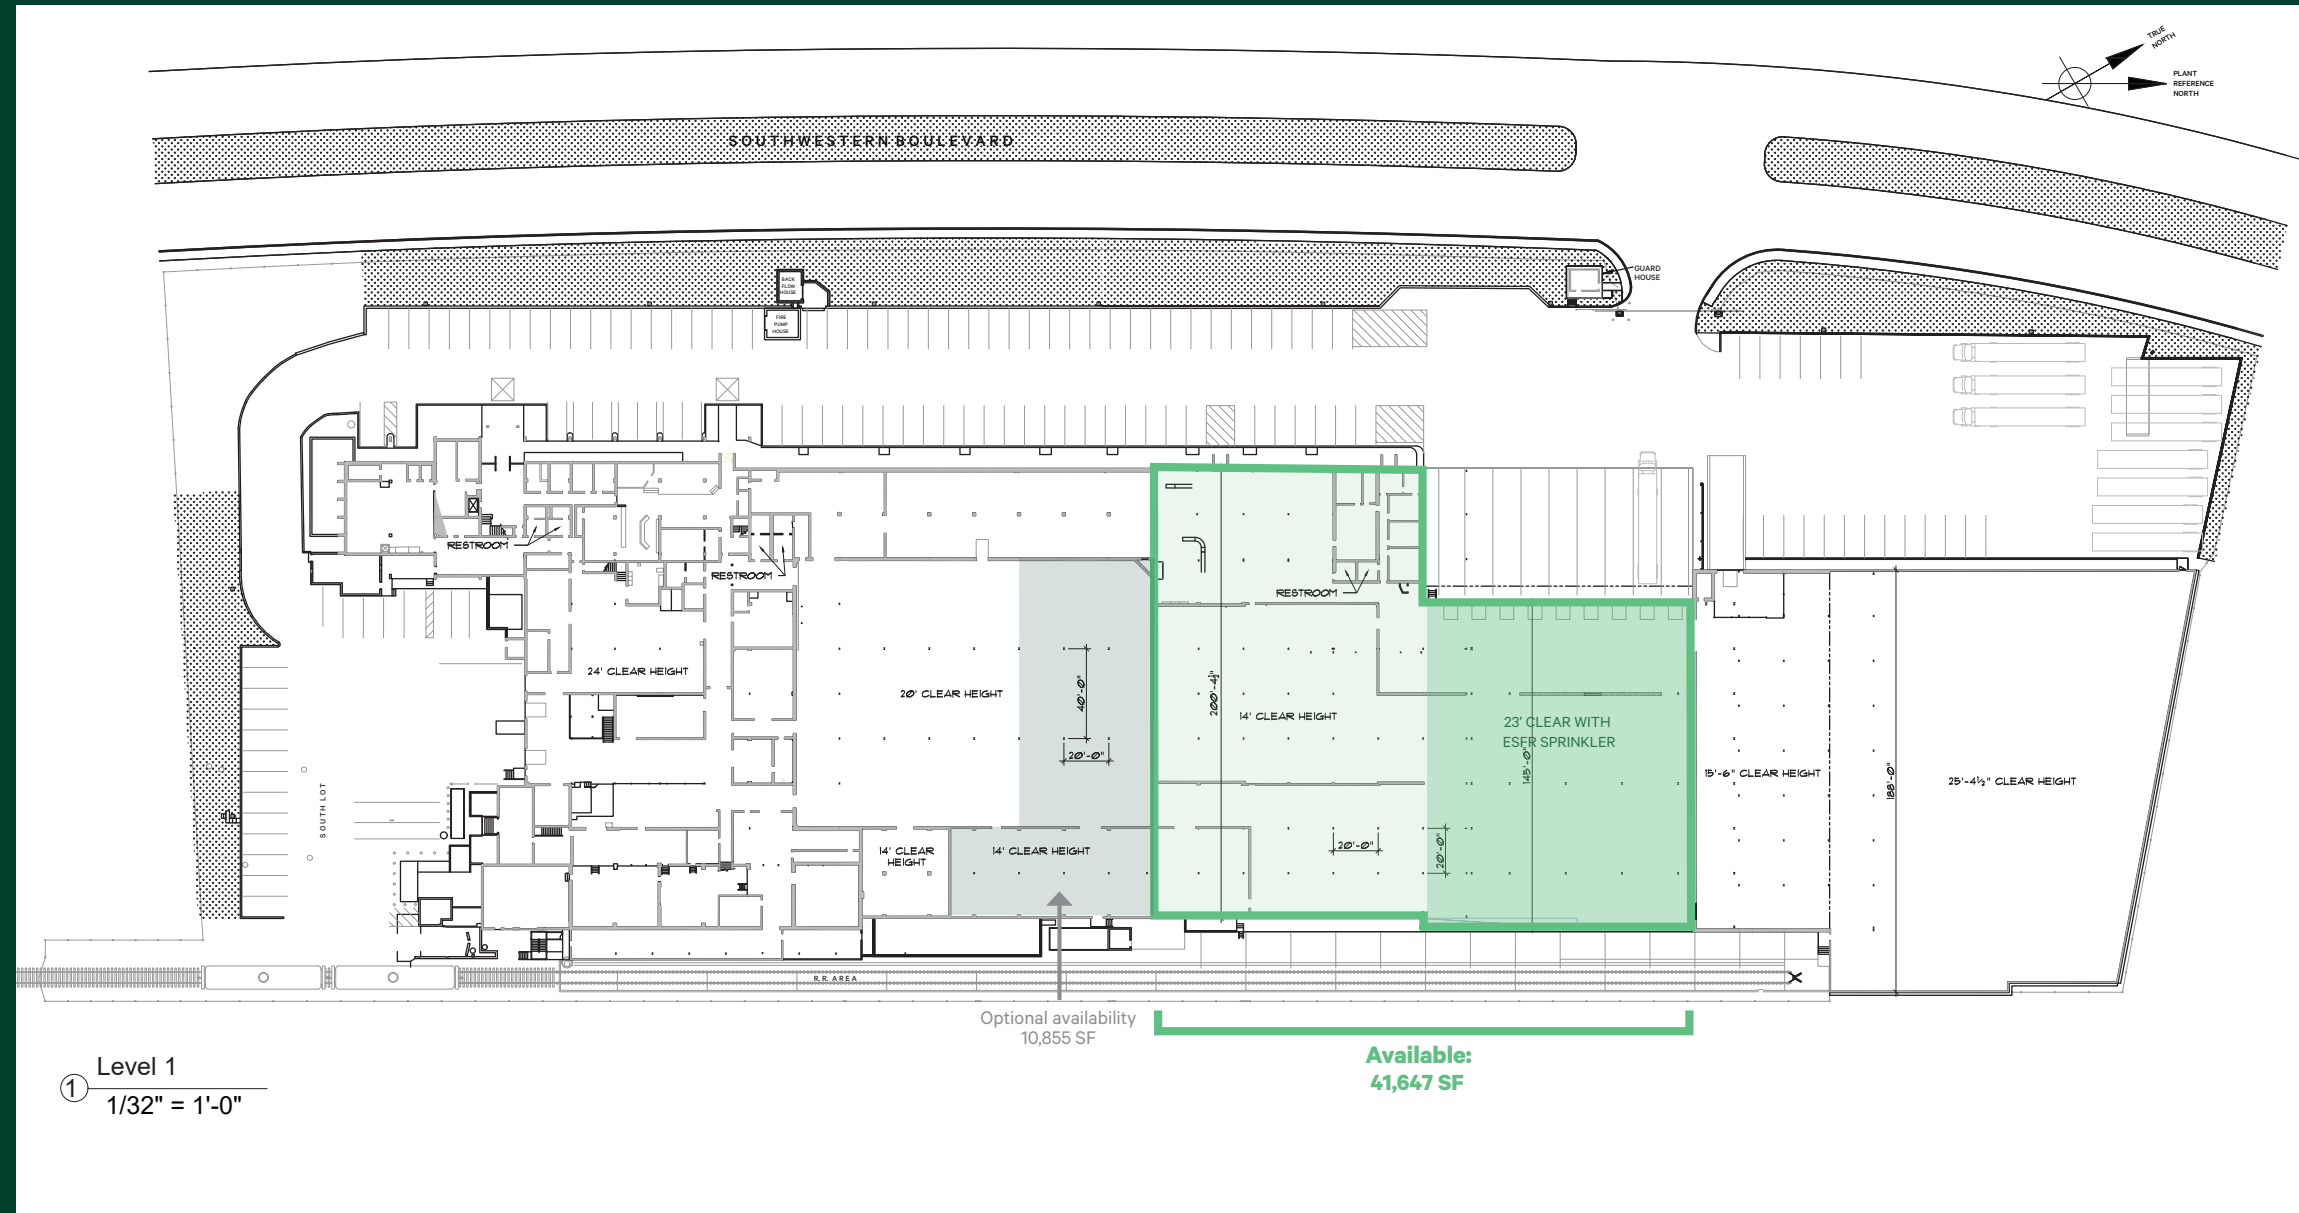 TRUE
NORTH
PLANT
REFERENCE
NORTH
SOUTHWESTERN BOULEVARD
GUARD
HOUSE
BACK
FLOW
HOUSE
FIRE
PUMP
HOUSE
RESTROOM
RESTROOM
RESTROOM
24' CLEAR HEIGHT
20' CLEAR HEIGHT
40'-0"
20'-0"
200'-4½"
14' CLEAR HEIGHT
23' CLEAR WITH
ESFR SPRINKLER
145'-0"
15'-6" CLEAR HEIGHT
188'-0"
25'-4½" CLEAR HEIGHT
SOUTH LOT
14' CLEAR
HEIGHT
14' CLEAR HEIGHT
20'-0"
20'-0"
R.R. AREA
Optional availability
10,855 SF
Available:
41,647 SF
1
Level 1
1/32" = 1'-0"